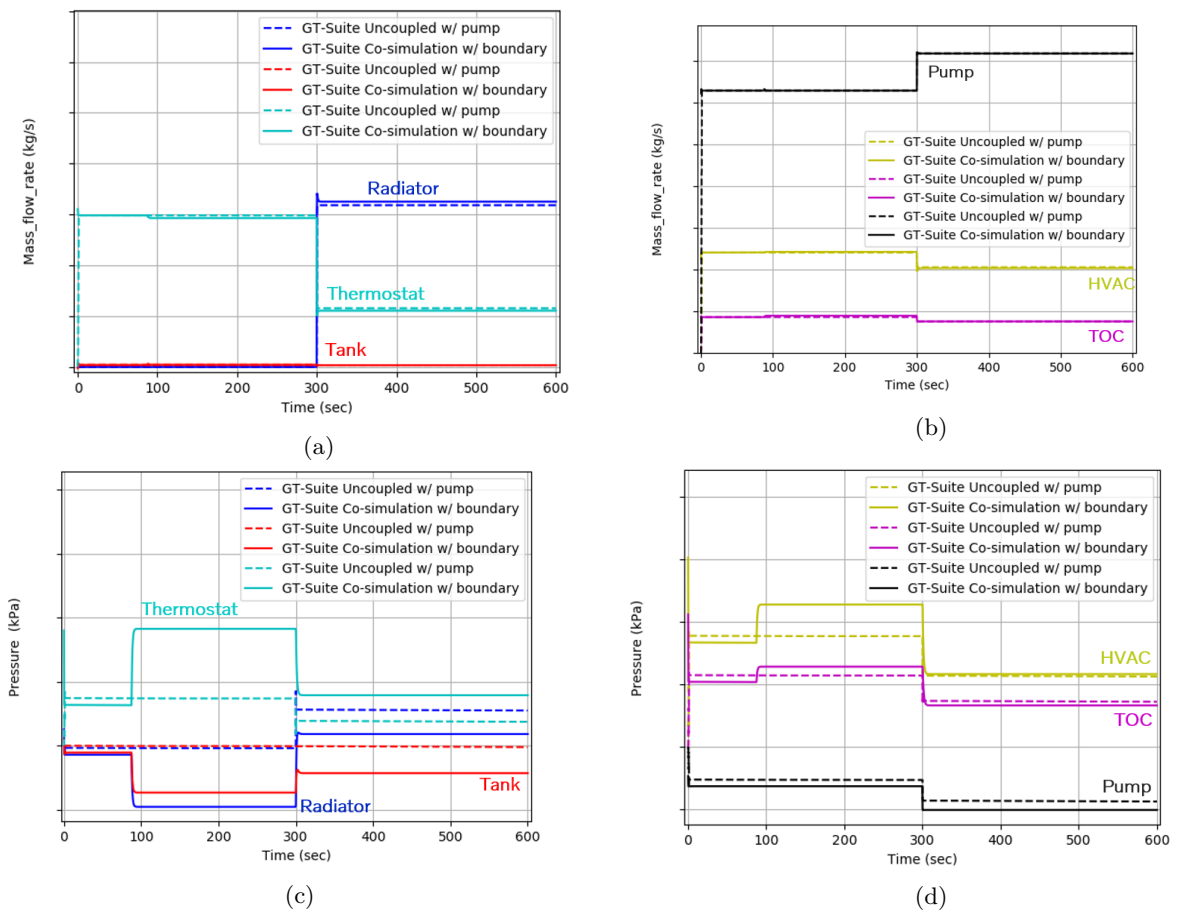 GT-Suite Uncoupled w/ pump
GT-Suite Co-simulation w/ boundary
GT-Suite Uncoupled w/ pump
GT-Suite Co-simulation w/ boundary
GT-Suite Uncoupled w/ pump
GT-Suite Co-simulation w/ boundary
Radiator
Thermostat
Tank
Mass_flow_rate (kg/s)
0 100 200 300 400 500 600
Time (sec)
(a)
Pump
GT-Suite Uncoupled w/ pump
GT-Suite Co-simulation w/ boundary
GT-Suite Uncoupled w/ pump
GT-Suite Co-simulation w/ boundary
GT-Suite Uncoupled w/ pump
GT-Suite Co-simulation w/ boundary
HVAC
TOC
Mass_flow_rate (kg/s)
0 100 200 300 400 500 600
Time (sec)
(b)
GT-Suite Uncoupled w/ pump
GT-Suite Co-simulation w/ boundary
GT-Suite Uncoupled w/ pump
GT-Suite Co-simulation w/ boundary
GT-Suite Uncoupled w/ pump
GT-Suite Co-simulation w/ boundary
Thermostat
Tank
Radiator
Pressure (kPa)
0 100 200 300 400 500 600
Time (sec)
(c)
GT-Suite Uncoupled w/ pump
GT-Suite Co-simulation w/ boundary
GT-Suite Uncoupled w/ pump
GT-Suite Co-simulation w/ boundary
GT-Suite Uncoupled w/ pump
GT-Suite Co-simulation w/ boundary
HVAC
TOC
Pump
Pressure (kPa)
0 100 200 300 400 500 600
Time (sec)
(d)